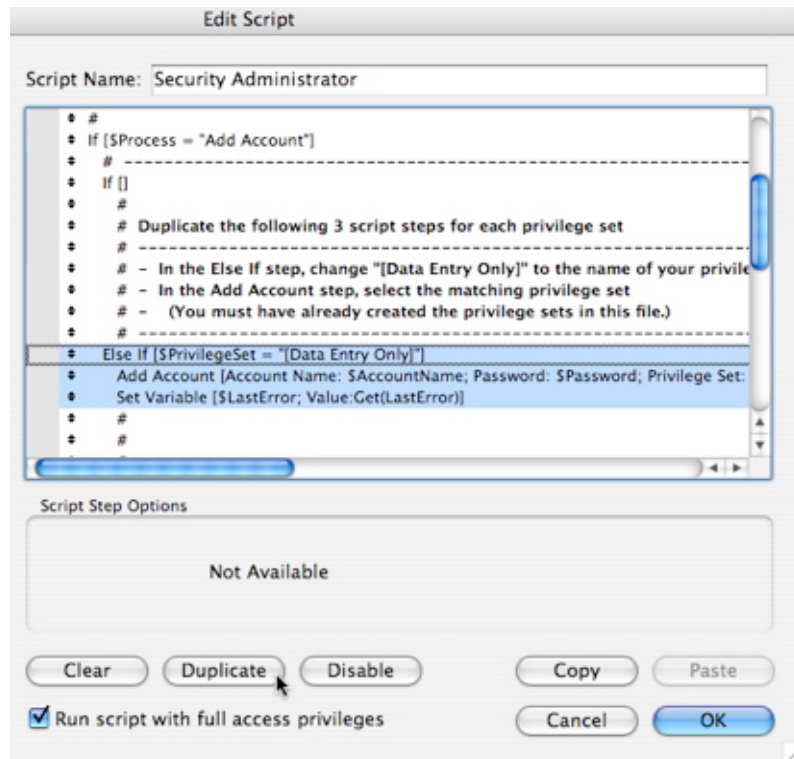 Edit Script
Script Name: Security Administrator
#
If [$Process = "Add Account"]
# ------------------------------------------------------------
If []
#
# Duplicate the following 3 script steps for each privilege set
# ------------------------------------------------------------
# - In the Else If step, change "[Data Entry Only]" to the name of your privile
# - In the Add Account step, select the matching privilege set
# - (You must have already created the privilege sets in this file.)
# ------------------------------------------------------------
Else If [$PrivilegeSet = "[Data Entry Only]"]
Add Account [Account Name: $AccountName; Password: $Password; Privilege Set:
Set Variable [$LastError; Value:Get(LastError)]
#
#
Script Step Options
Not Available
Clear Duplicate Disable Copy Paste
Run script with full access privileges Cancel OK